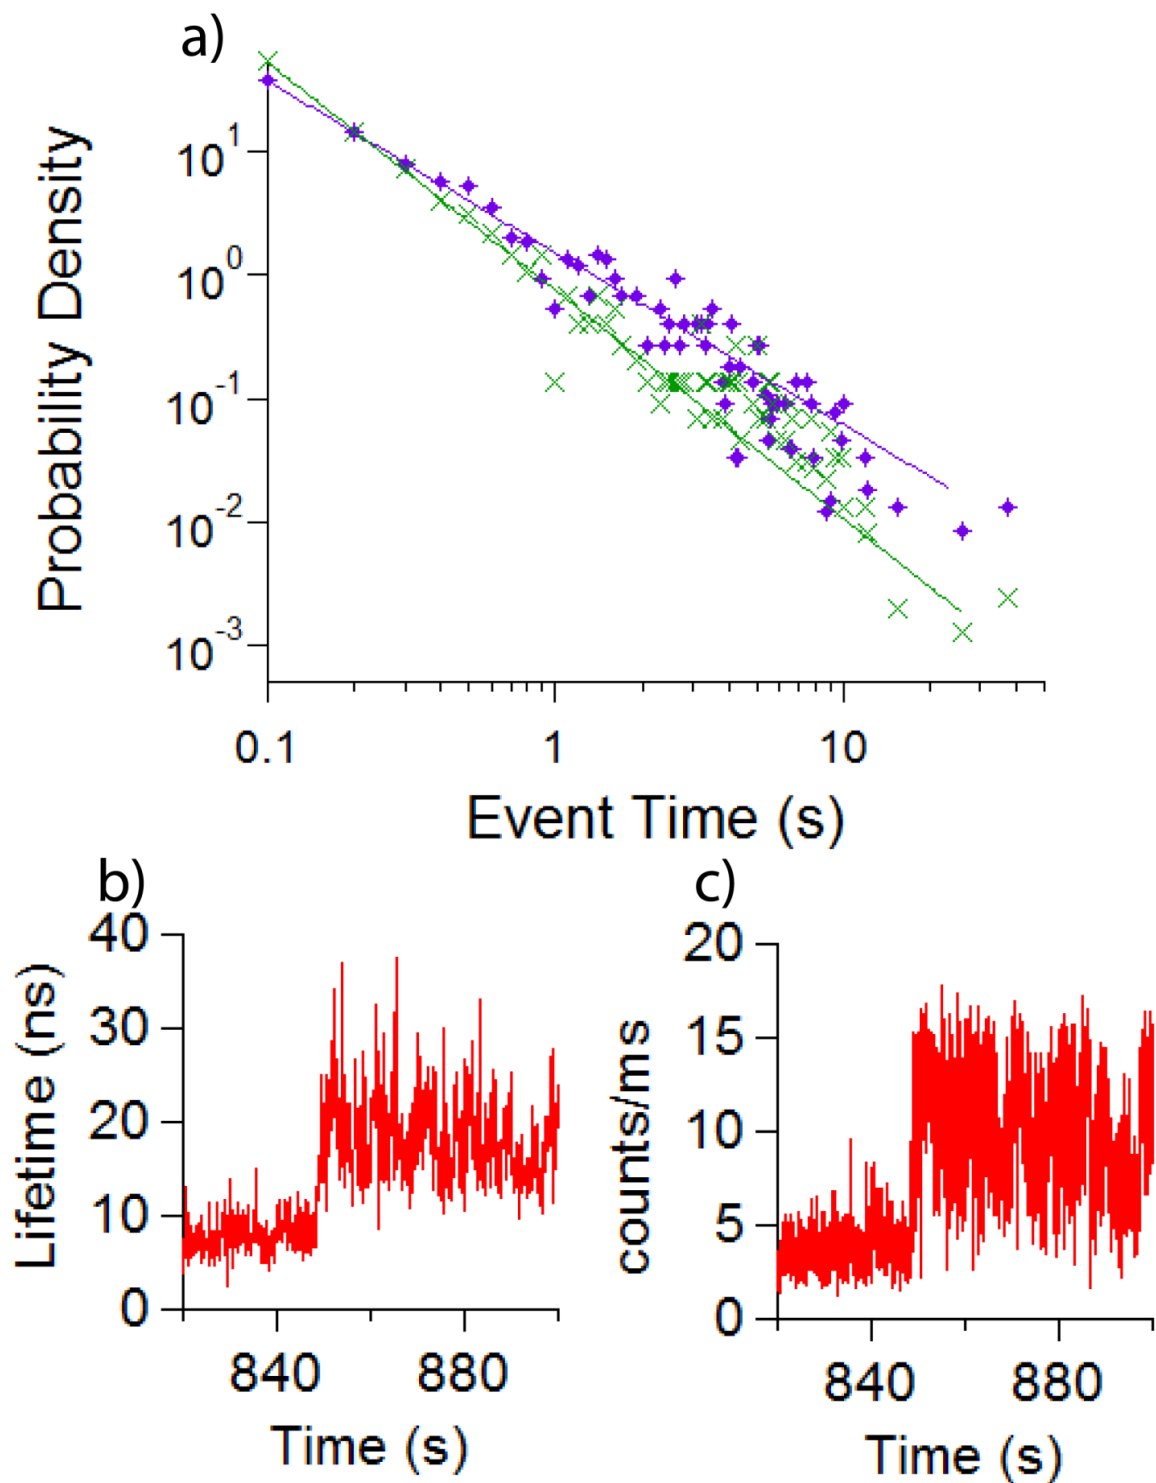 a)
Probability Density
10^1
10^0
10^-1
10^-2
10^-3
0.1 1 10
Event Time (s)
b)
Lifetime (ns)
40
30
20
10
0
840 880
Time (s)
c)
counts/ms
20
15
10
5
0
840 880
Time (s)